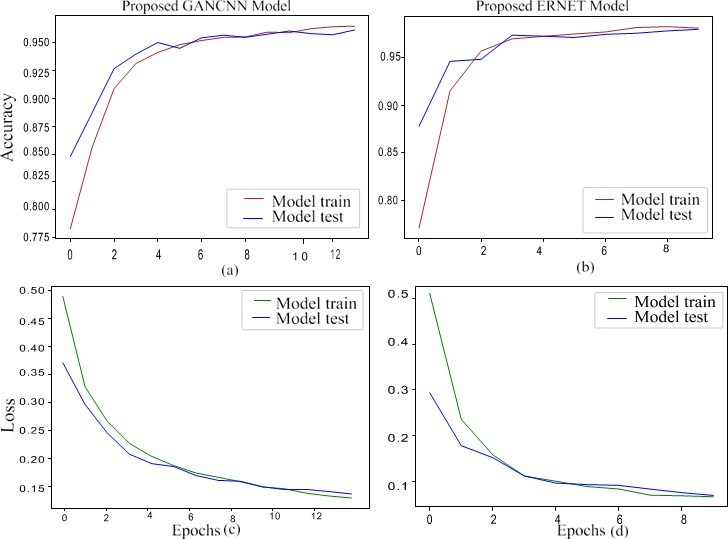 Proposed GANCNN Model
Proposed ERNET Model
Accuracy
0.950
0.925
0.900
0.875
0.850
0.825
0.800
0.775
Model train
Model test
0 2 4 6 8 10 12
(a)
0.95
0.90
0.85
0.80
Model train
Model test
0 2 4 6 8
(b)
Loss
0.50
0.45
0.40
0.35
0.30
0.25
0.20
0.15
Model train
Model test
0 2 4 6 8 10 12
Epochs (c)
0.5
0.4
0.3
0.2
0.1
Model train
Model test
0 2 4 6 8
Epochs (d)